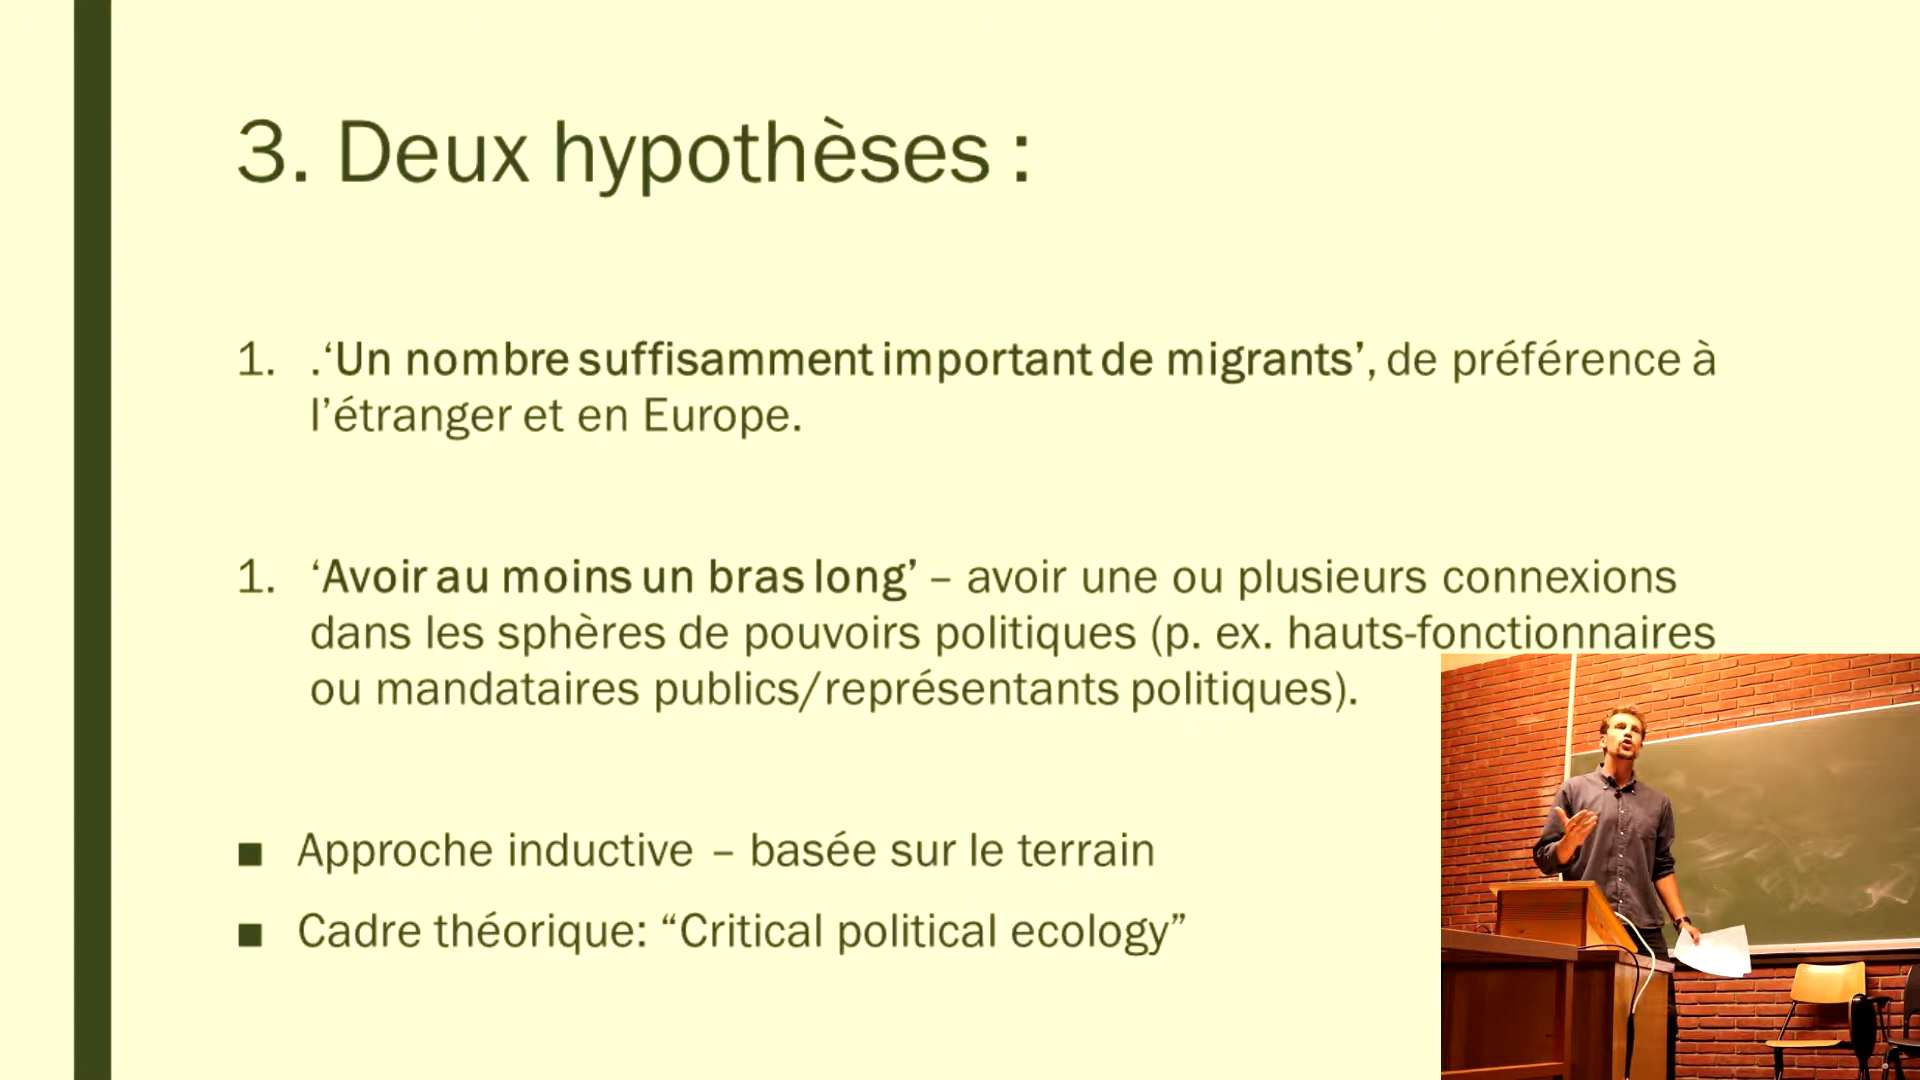 3. Deux hypothèses :
1. .‘Un nombre suffisamment important de migrants’, de préférence à
l’étranger et en Europe.
1. ‘Avoir au moins un bras long’ – avoir une ou plusieurs connexions
dans les sphères de pouvoirs politiques (p. ex. hauts-fonctionnaires
ou mandataires publics/représentants politiques).
■ Approche inductive – basée sur le terrain
■ Cadre théorique: “Critical political ecology”